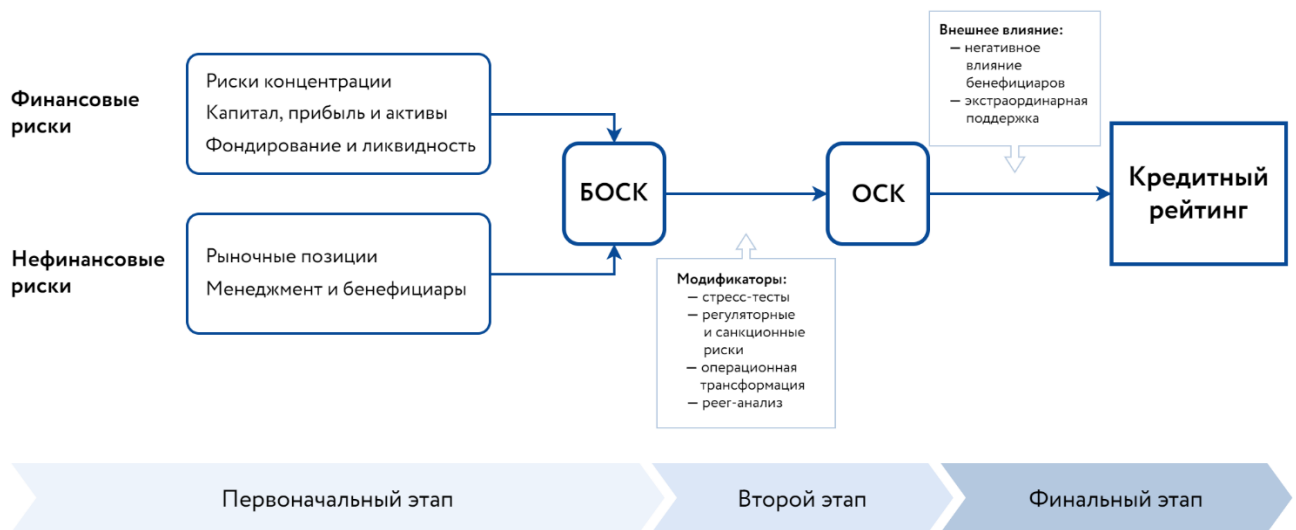 Финансовые
риски
Риски концентрации
Капитал, прибыль и активы
Фондирование и ликвидность
Нефинансовые
риски
Рыночные позиции
Менеджмент и бенефициары
БОСК
Модификаторы:
— стресс-тесты
— регуляторные
и санкционные
риски
— операционная
трансформация
— peer-анализ
ОСК
Внешнее влияние:
— негативное
влияние
бенефициаров
— экстраординарная
поддержка
Кредитный
рейтинг
Первоначальный этап
Второй этап
Финальный этап